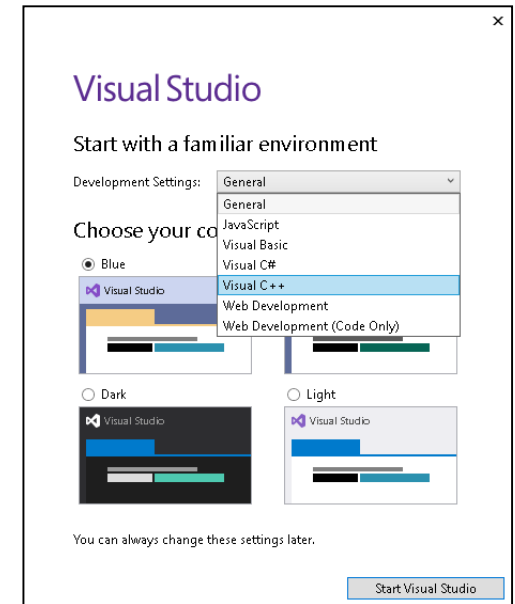 Visual Studio
Start with a familiar environment
Development Settings: General
General
JavaScript
Visual Basic
Visual C#
Visual C++
Web Development
Web Development (Code Only)
Choose your co
Blue
Visual Studio
Dark
Light
Visual Studio
Visual Studio
You can always change these settings later.
Start Visual Studio